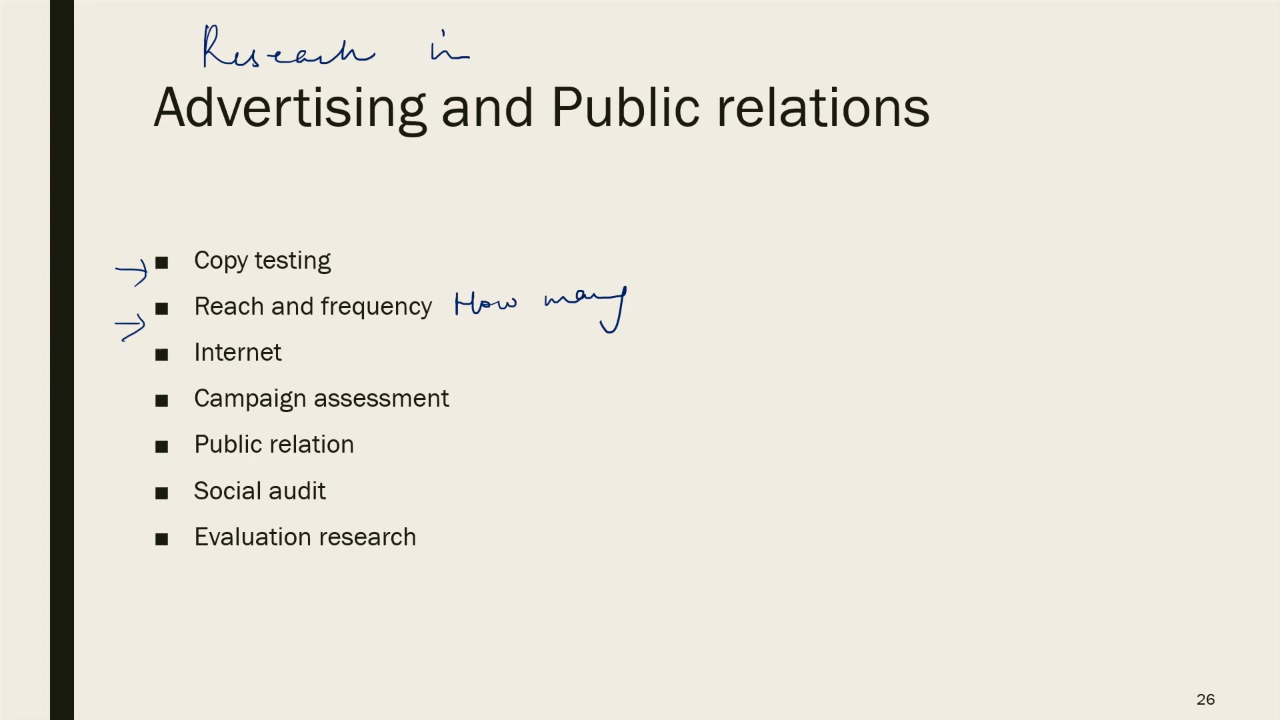 Research in
Advertising and Public relations
■ Copy testing
■ Reach and frequency How many
■ Internet
■ Campaign assessment
■ Public relation
■ Social audit
■ Evaluation research
26